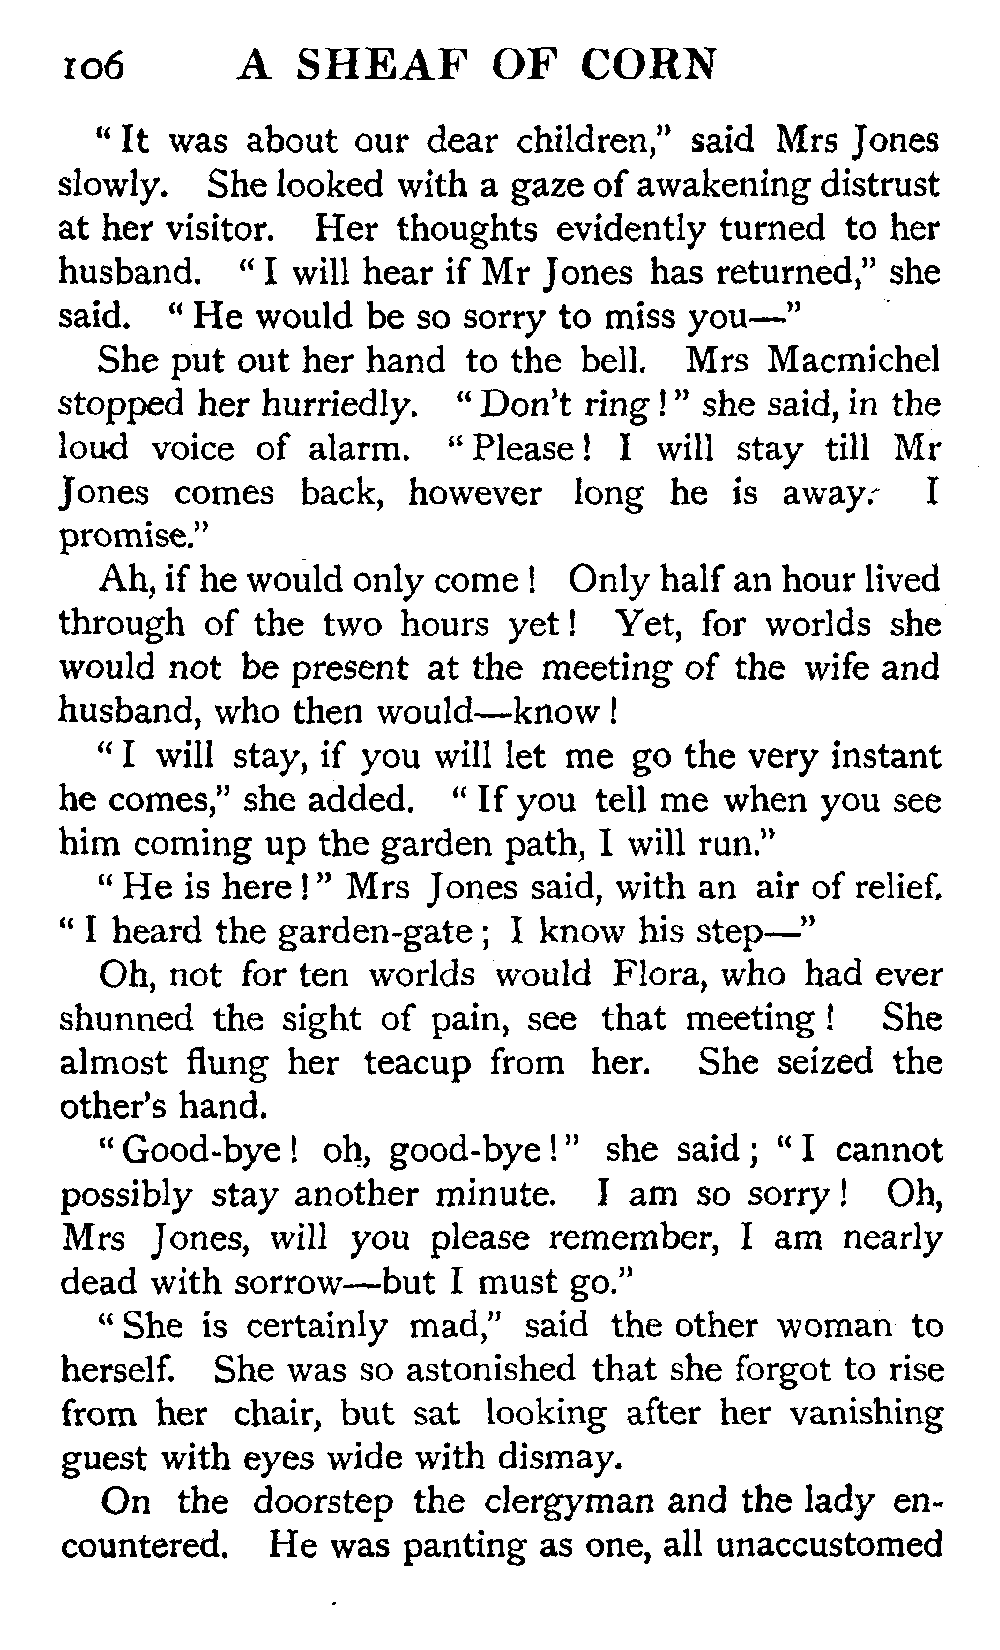 106 A SHEAF OF CORN
“ It was about our dear children,” said Mrs Jones
slowly. She looked with a gaze of awakening distrust
at her visitor. Her thoughts evidently turned to her
husband. “ I will hear if Mr Jones has returned,” she
said. “ He would be so sorry to miss you—”
She put out her hand to the bell. Mrs Macmichel
stopped her hurriedly. “ Don't ring ! ” she said, in the
loud voice of alarm. “ Please ! I will stay till Mr
Jones comes back, however long he is away. I
promise.”
Ah, if he would only come ! Only half an hour lived
through of the two hours yet ! Yet, for worlds she
would not be present at the meeting of the wife and
husband, who then would—know !
“ I will stay, if you will let me go the very instant
he comes,” she added. “ If you tell me when you see
him coming up the garden path, I will run.”
“ He is here ! ” Mrs Jones said, with an air of relief.
“ I heard the garden-gate ; I know his step—”
Oh, not for ten worlds would Flora, who had ever
shunned the sight of pain, see that meeting ! She
almost flung her teacup from her. She seized the
other's hand.
“ Good-bye ! oh, good-bye ! ” she said ; “ I cannot
possibly stay another minute. I am so sorry ! Oh,
Mrs Jones, will you please remember, I am nearly
dead with sorrow—but I must go.”
“ She is certainly mad,” said the other woman to
herself. She was so astonished that she forgot to rise
from her chair, but sat looking after her vanishing
guest with eyes wide with dismay.
On the doorstep the clergyman and the lady en-
countered. He was panting as one, all unaccustomed